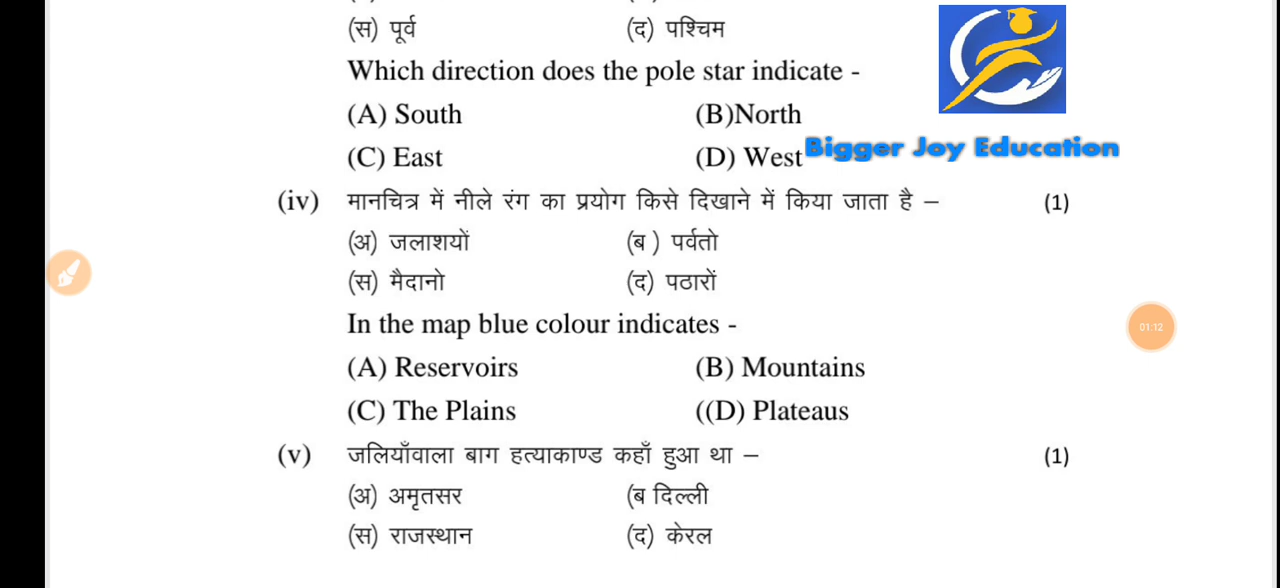 (स) पूर्व (द) पश्चिम
Which direction does the pole star indicate -
(A) South (B)North
(C) East (D) West
Bigger Joy Education
(iv) मानचित्र में नीले रंग का प्रयोग किसे दिखाने में किया जाता है – (1)
(अ) जलाशयों (ब ) पर्वतो
(स) मैदानो (द) पठारों
In the map blue colour indicates -
(A) Reservoirs (B) Mountains
(C) The Plains ((D) Plateaus
01:12
(v) जलियाँवाला बाग हत्याकाण्ड कहाँ हुआ था – (1)
(अ) अमृतसर (ब दिल्ली
(स) राजस्थान (द) केरल